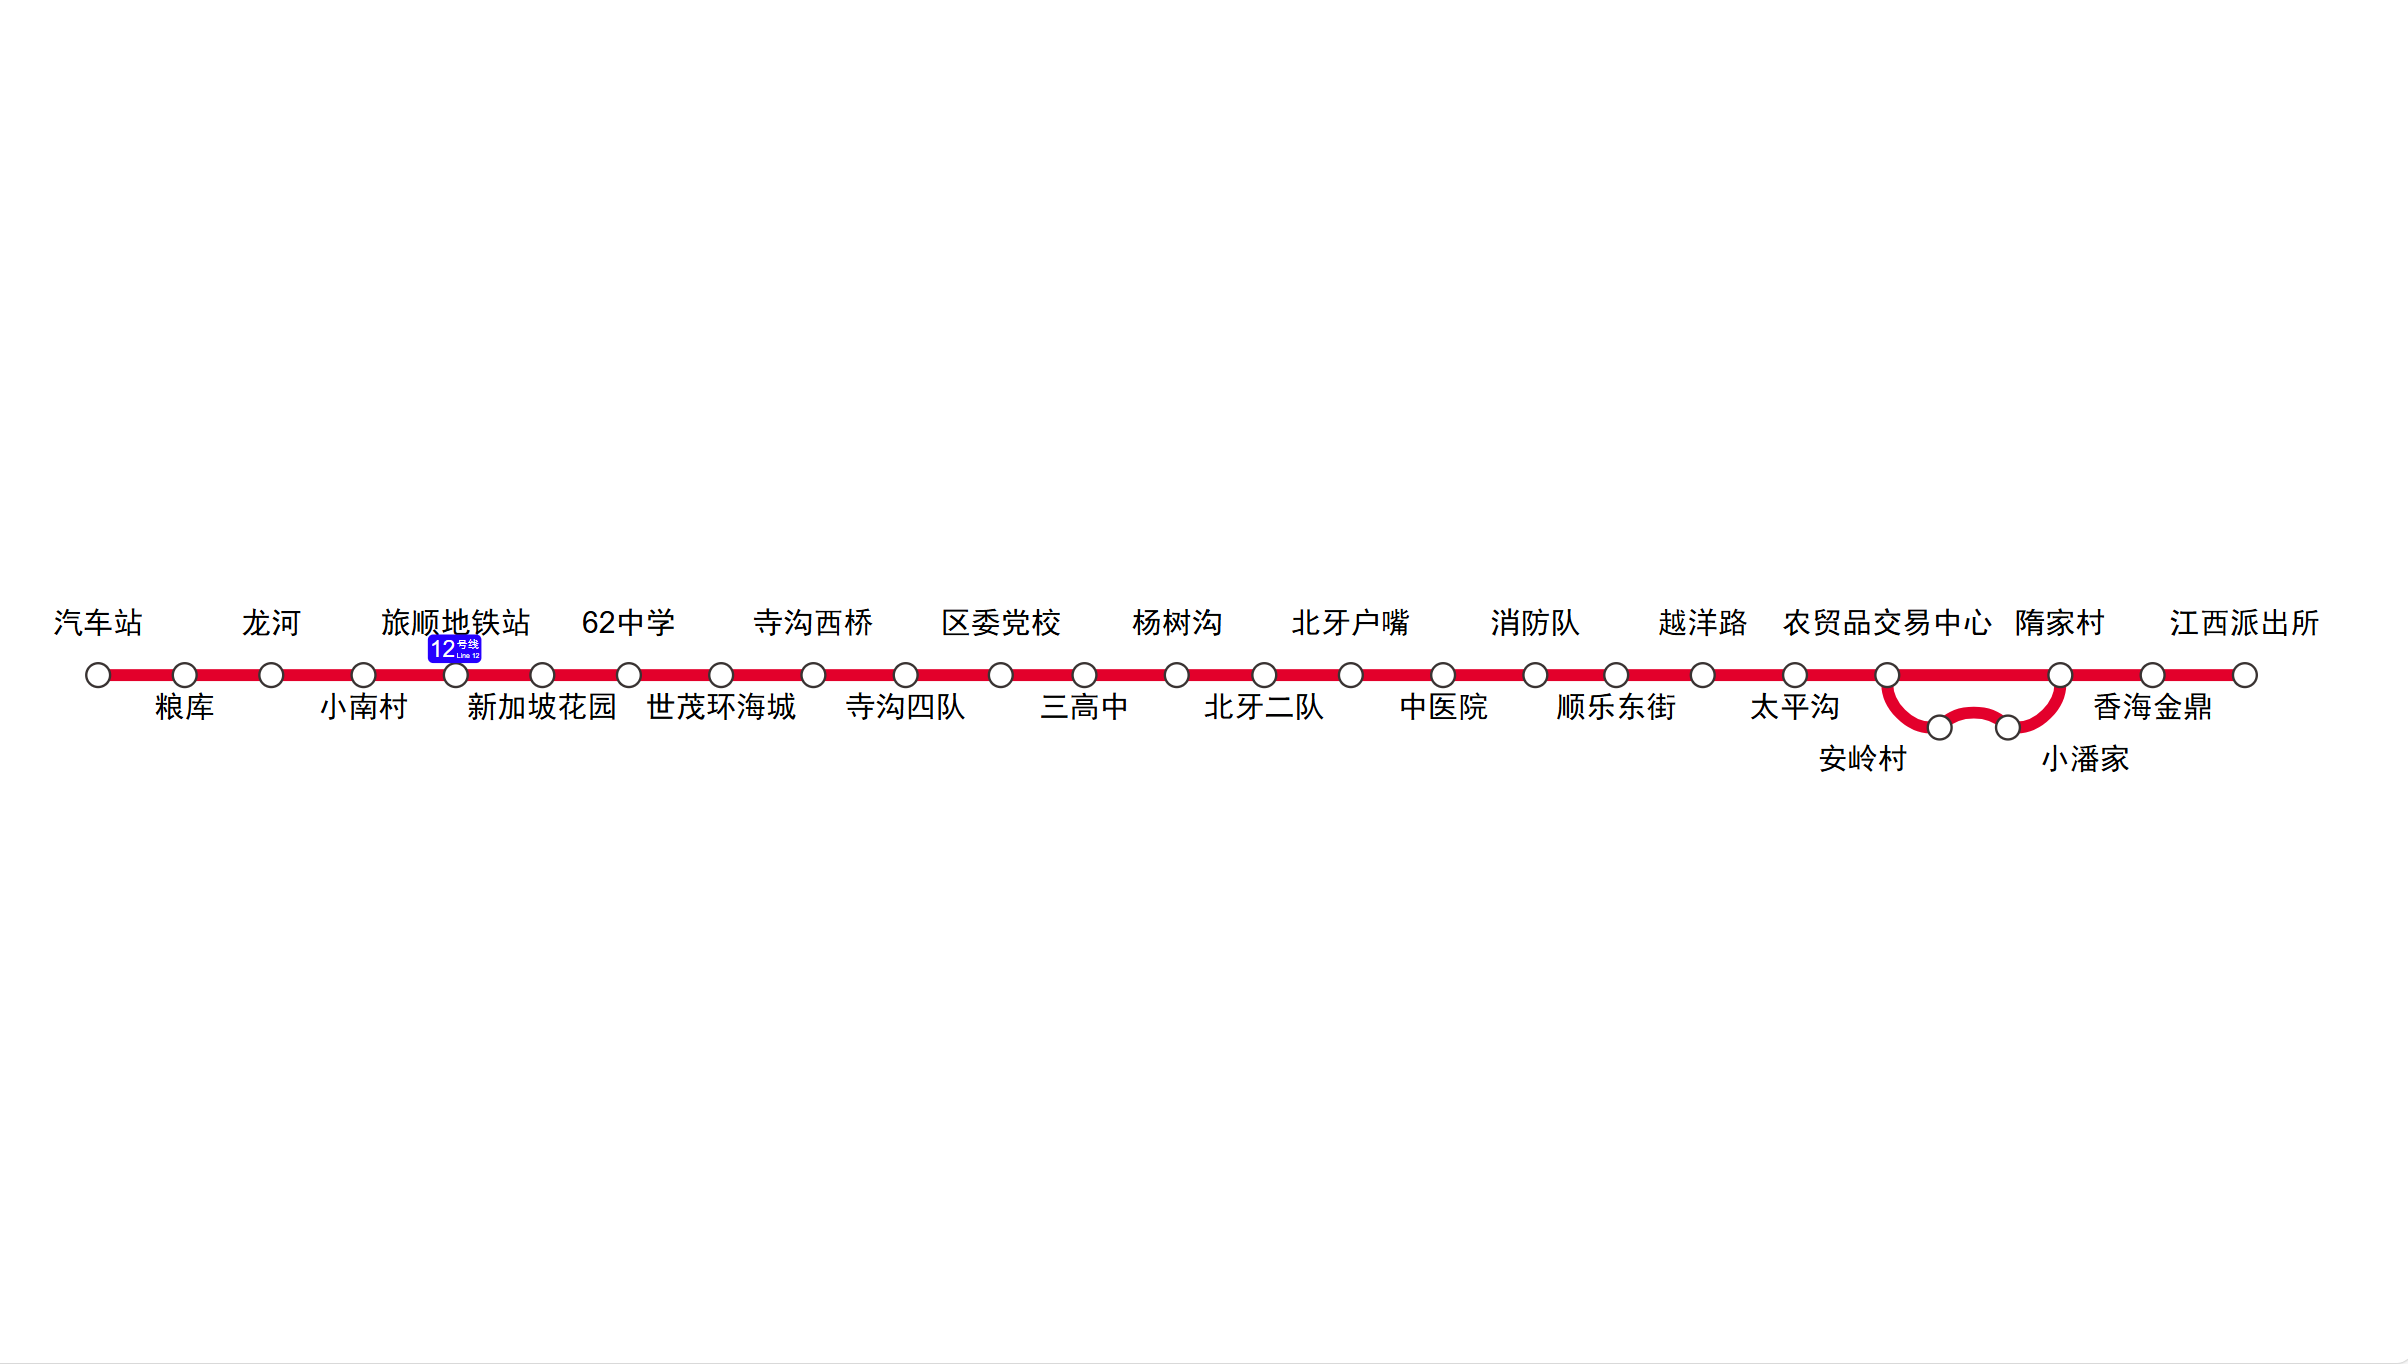 汽车站
龙河
旅顺地铁站
62中学
寺沟西桥
区委党校
杨树沟
北牙户嘴
消防队
越洋路
农贸品交易中心
隋家村
江西派出所
12号线
Line 12
粮库
小南村
新加坡花园
世茂环海城
寺沟四队
三高中
北牙二队
中医院
顺乐东街
太平沟
香海金鼎
安岭村
小潘家